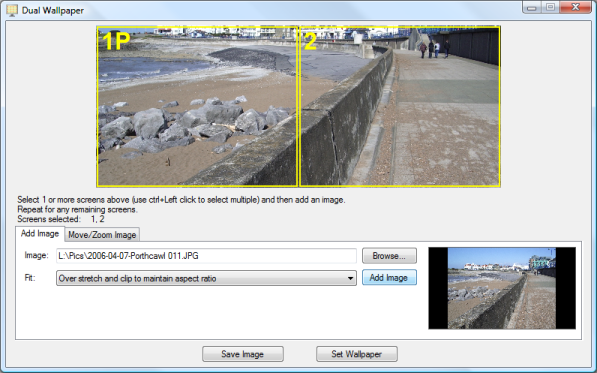 Dual Wallpaper
1P 2
Select 1 or more screens above (use ctrl+Left click to select multiple) and then add an image.
Repeat for any remaining screens.
Screens selected: 1, 2
Add Image Move/Zoom Image
Image: L:\Pics\2006-04-07-Porthcawl 011.JPG Browse...
Fit: Over stretch and clip to maintain aspect ratio Add Image
Save Image Set Wallpaper